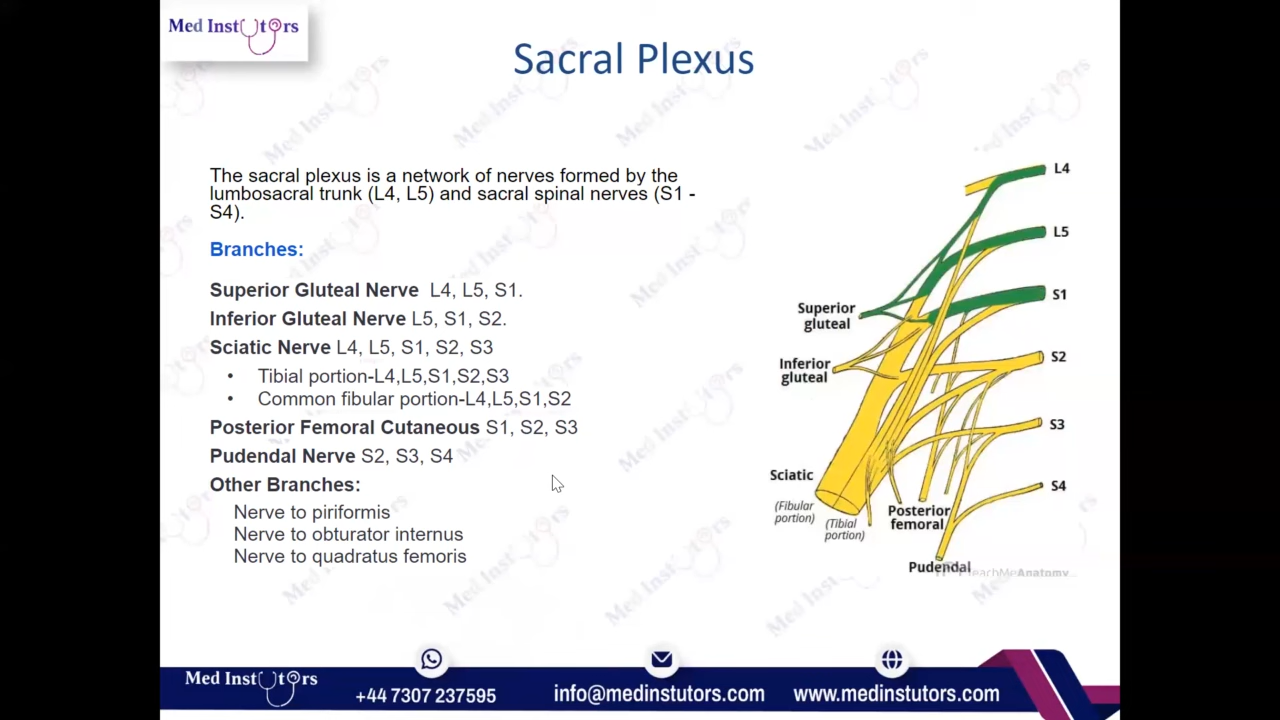 Med Instutors
Sacral Plexus
The sacral plexus is a network of nerves formed by the
lumbosacral trunk (L4, L5) and sacral spinal nerves (S1 -
S4).
Branches:
Superior Gluteal Nerve L4, L5, S1.
Inferior Gluteal Nerve L5, S1, S2.
Sciatic Nerve L4, L5, S1, S2, S3
• Tibial portion-L4,L5,S1,S2,S3
• Common fibular portion-L4,L5,S1,S2
Posterior Femoral Cutaneous S1, S2, S3
Pudendal Nerve S2, S3, S4
Other Branches:
Nerve to piriformis
Nerve to obturator internus
Nerve to quadratus femoris
L4
L5
S1
Superior
gluteal
S2
Inferior
gluteal
S3
Sciatic
S4
(Fibular
portion)
(Tibial
portion)
Posterior
femoral
Pudendal
TeachMeAnatomy
Med Instutors
+44 7307 237595
info@medinstutors.com
www.medinstutors.com